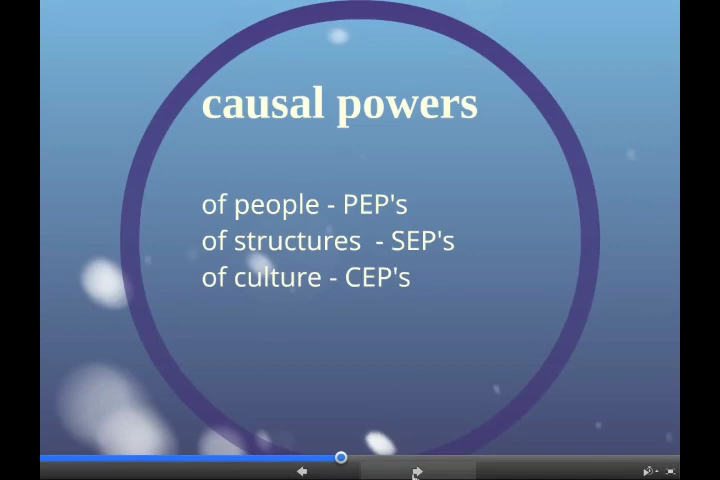 causal powers
of people - PEP's
of structures  - SEP's
of culture - CEP's